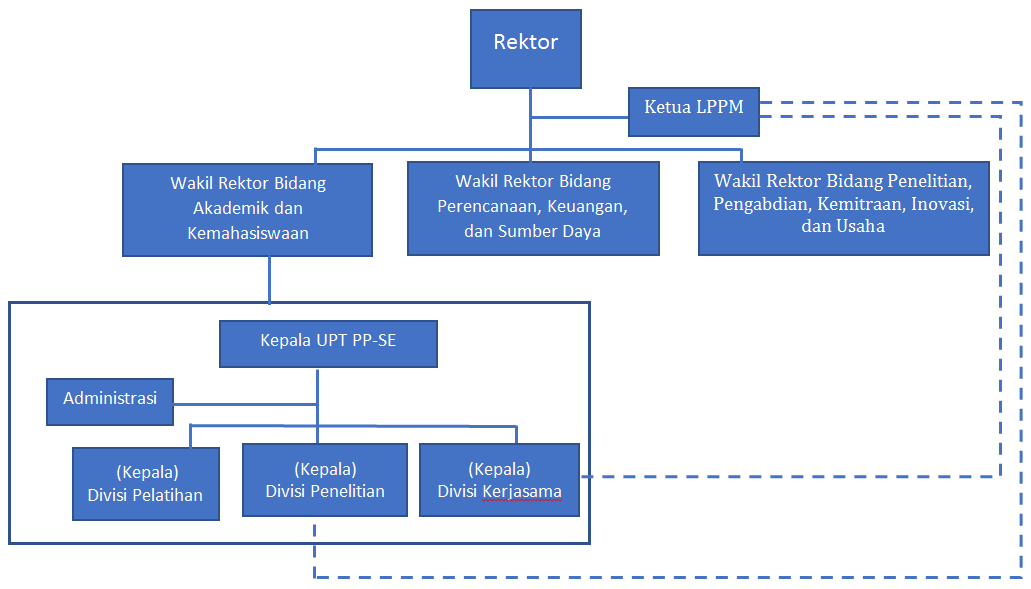 Rektor
Ketua LPPM
Wakil Rektor Bidang
Akademik dan
Kemahasiswaan
Wakil Rektor Bidang
Perencanaan, Keuangan,
dan Sumber Daya
Wakil Rektor Bidang Penelitian,
Pengabdian, Kemitraan, Inovasi,
dan Usaha
Kepala UPT PP-SE
Administrasi
(Kepala)
Divisi Pelatihan
(Kepala)
Divisi Penelitian
(Kepala)
Divisi Kerjasama